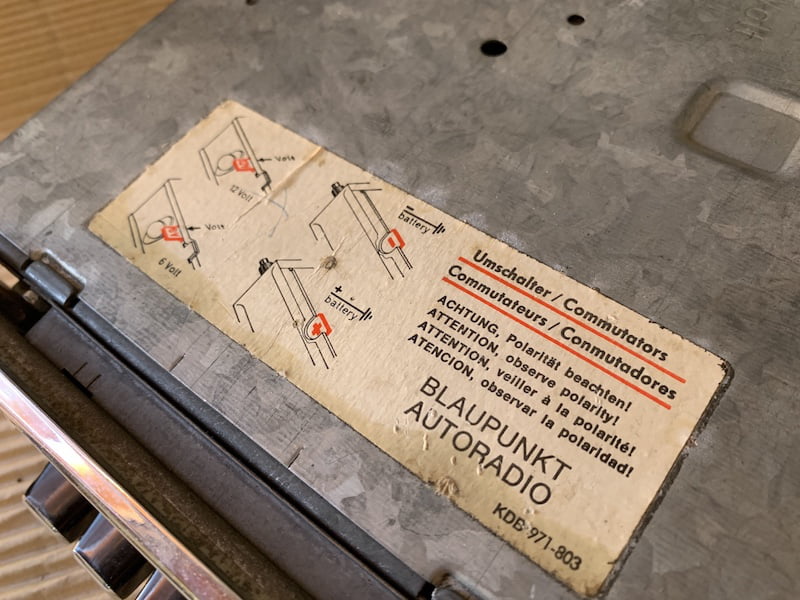 Volt
12 Volt
Volt
6 Volt
−
battery
+
battery
Umschalter / Commutators
Commutateurs / Conmutadores
ACHTUNG, Polarität beachten!
ATTENTION, observe polarity!
ATTENTION, veiller à la polarité!
ATENCION, observar la polaridad!
BLAUPUNKT
AUTORADIO
KDB-971-803